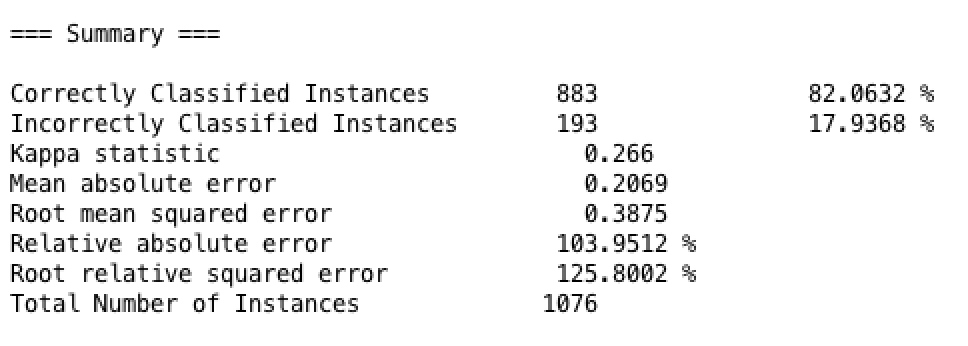 === Summary ===
Correctly Classified Instances 883 82.0632 %
Incorrectly Classified Instances 193 17.9368 %
Kappa statistic 0.266
Mean absolute error 0.2069
Root mean squared error 0.3875
Relative absolute error 103.9512 %
Root relative squared error 125.8002 %
Total Number of Instances 1076